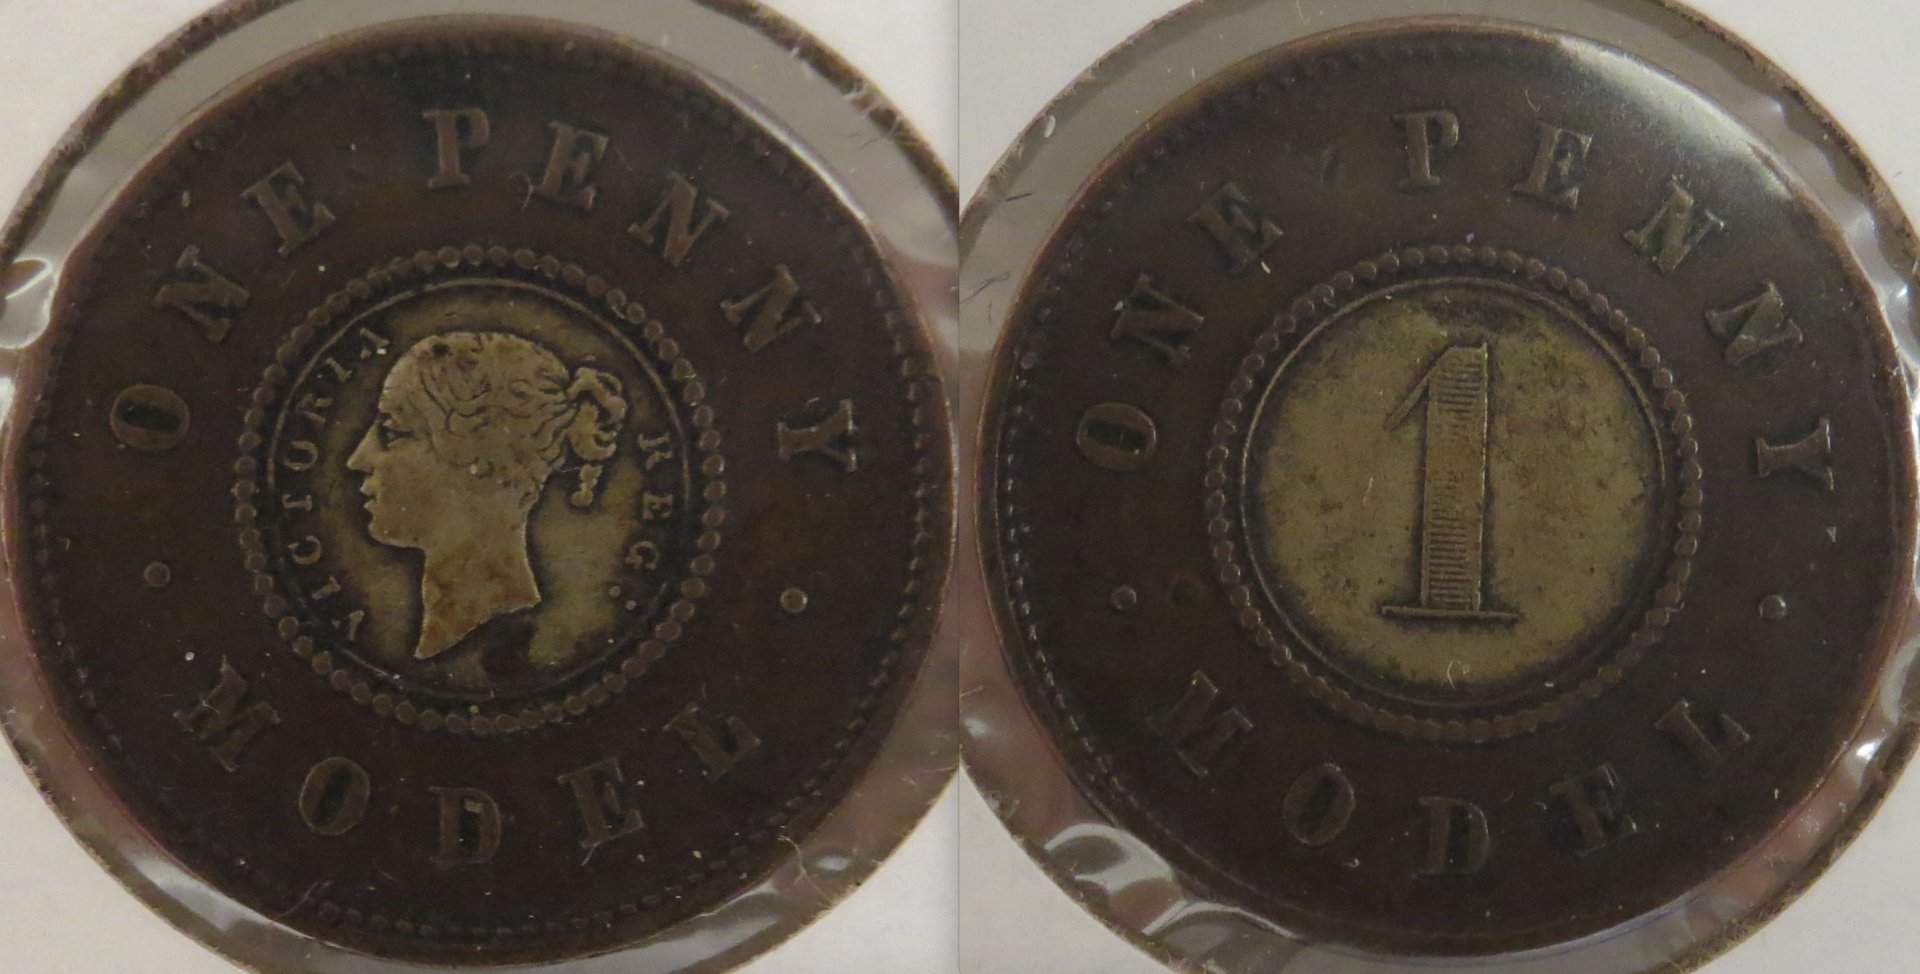 ONE PENNY
MODEL
VICTORIA REG:
ONE PENNY
MODEL
1